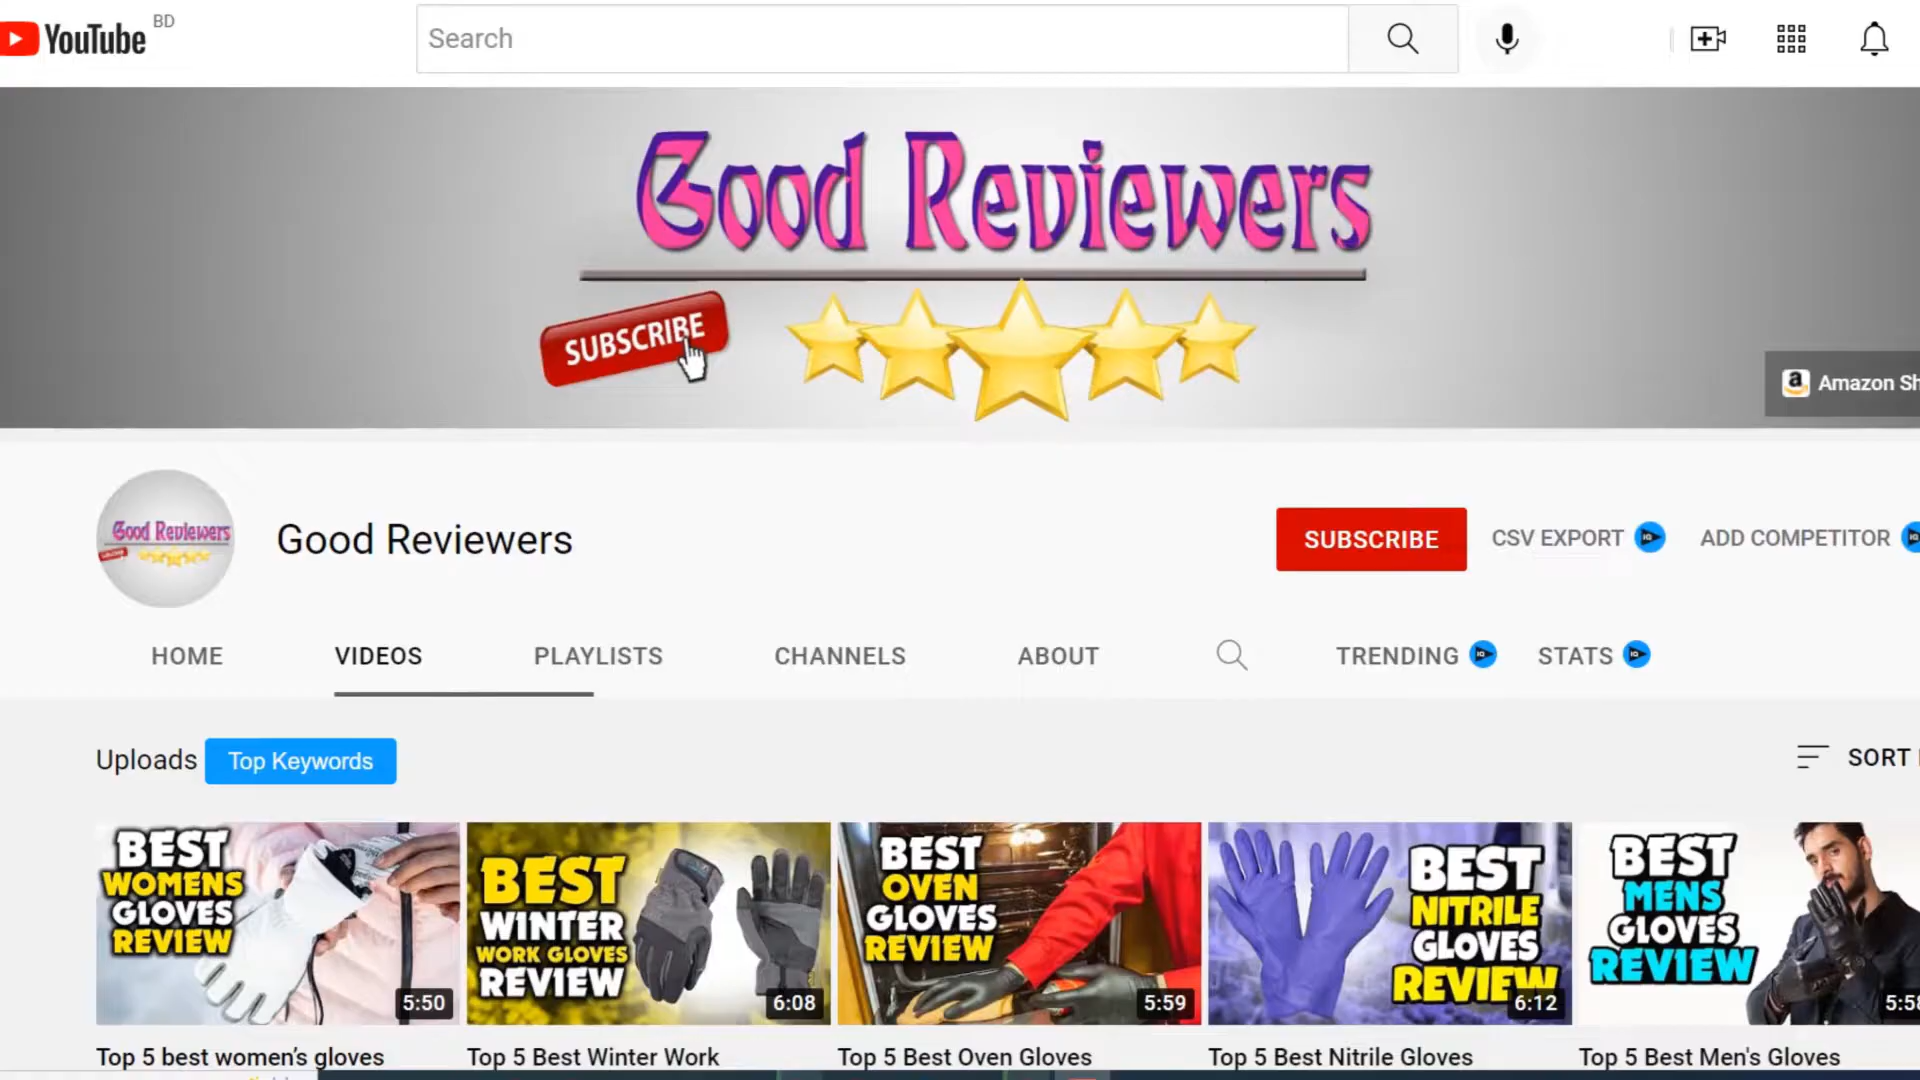 YouTube BD
Search
Good Reviewers
SUBSCRIBE
Amazon Sh
Good Reviewers
Good Reviewers
SUBSCRIBE
CSV EXPORT
ADD COMPETITOR
HOME
VIDEOS
PLAYLISTS
CHANNELS
ABOUT
TRENDING
STATS
Uploads
Top Keywords
SORT
BEST
WOMENS
GLOVES
REVIEW
5:50
BEST
WINTER
WORK GLOVES
REVIEW
6:08
BEST
OVEN
GLOVES
REVIEW
5:59
BEST
NITRILE
GLOVES
REVIEW
6:12
BEST
MENS
GLOVES
REVIEW
5:58
Top 5 best women’s gloves
Top 5 Best Winter Work
Top 5 Best Oven Gloves
Top 5 Best Nitrile Gloves
Top 5 Best Men's Gloves